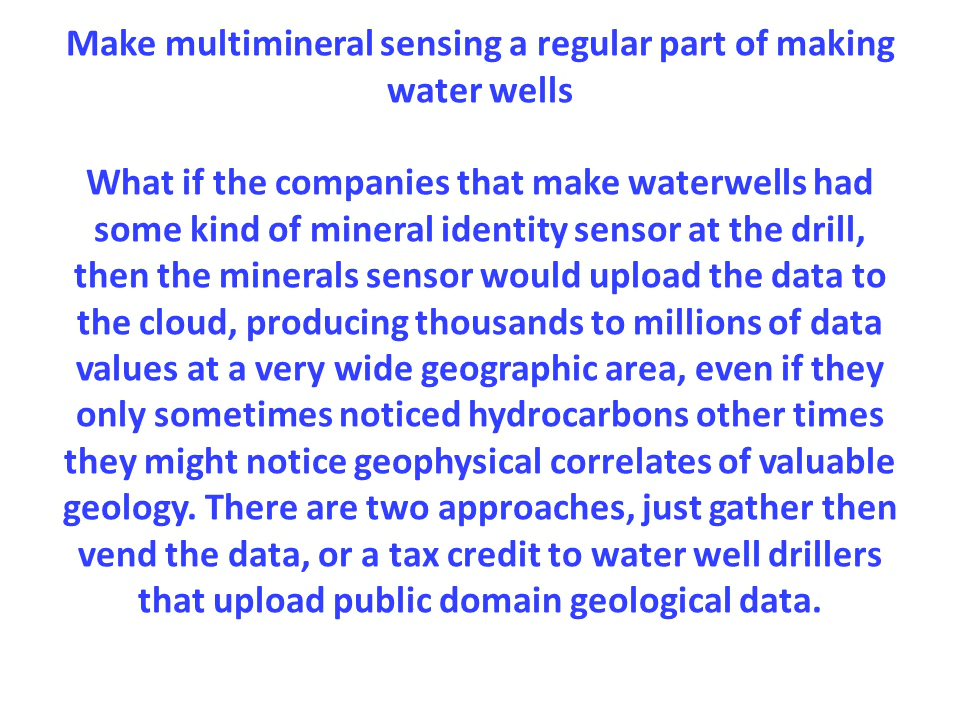 Make multimineral sensing a regular part of making
water wells
What if the companies that make waterwells had
some kind of mineral identity sensor at the drill,
then the minerals sensor would upload the data to
the cloud, producing thousands to millions of data
values at a very wide geographic area, even if they
only sometimes noticed hydrocarbons other times
they might notice geophysical correlates of valuable
geology. There are two approaches, just gather then
vend the data, or a tax credit to water well drillers
that upload public domain geological data.